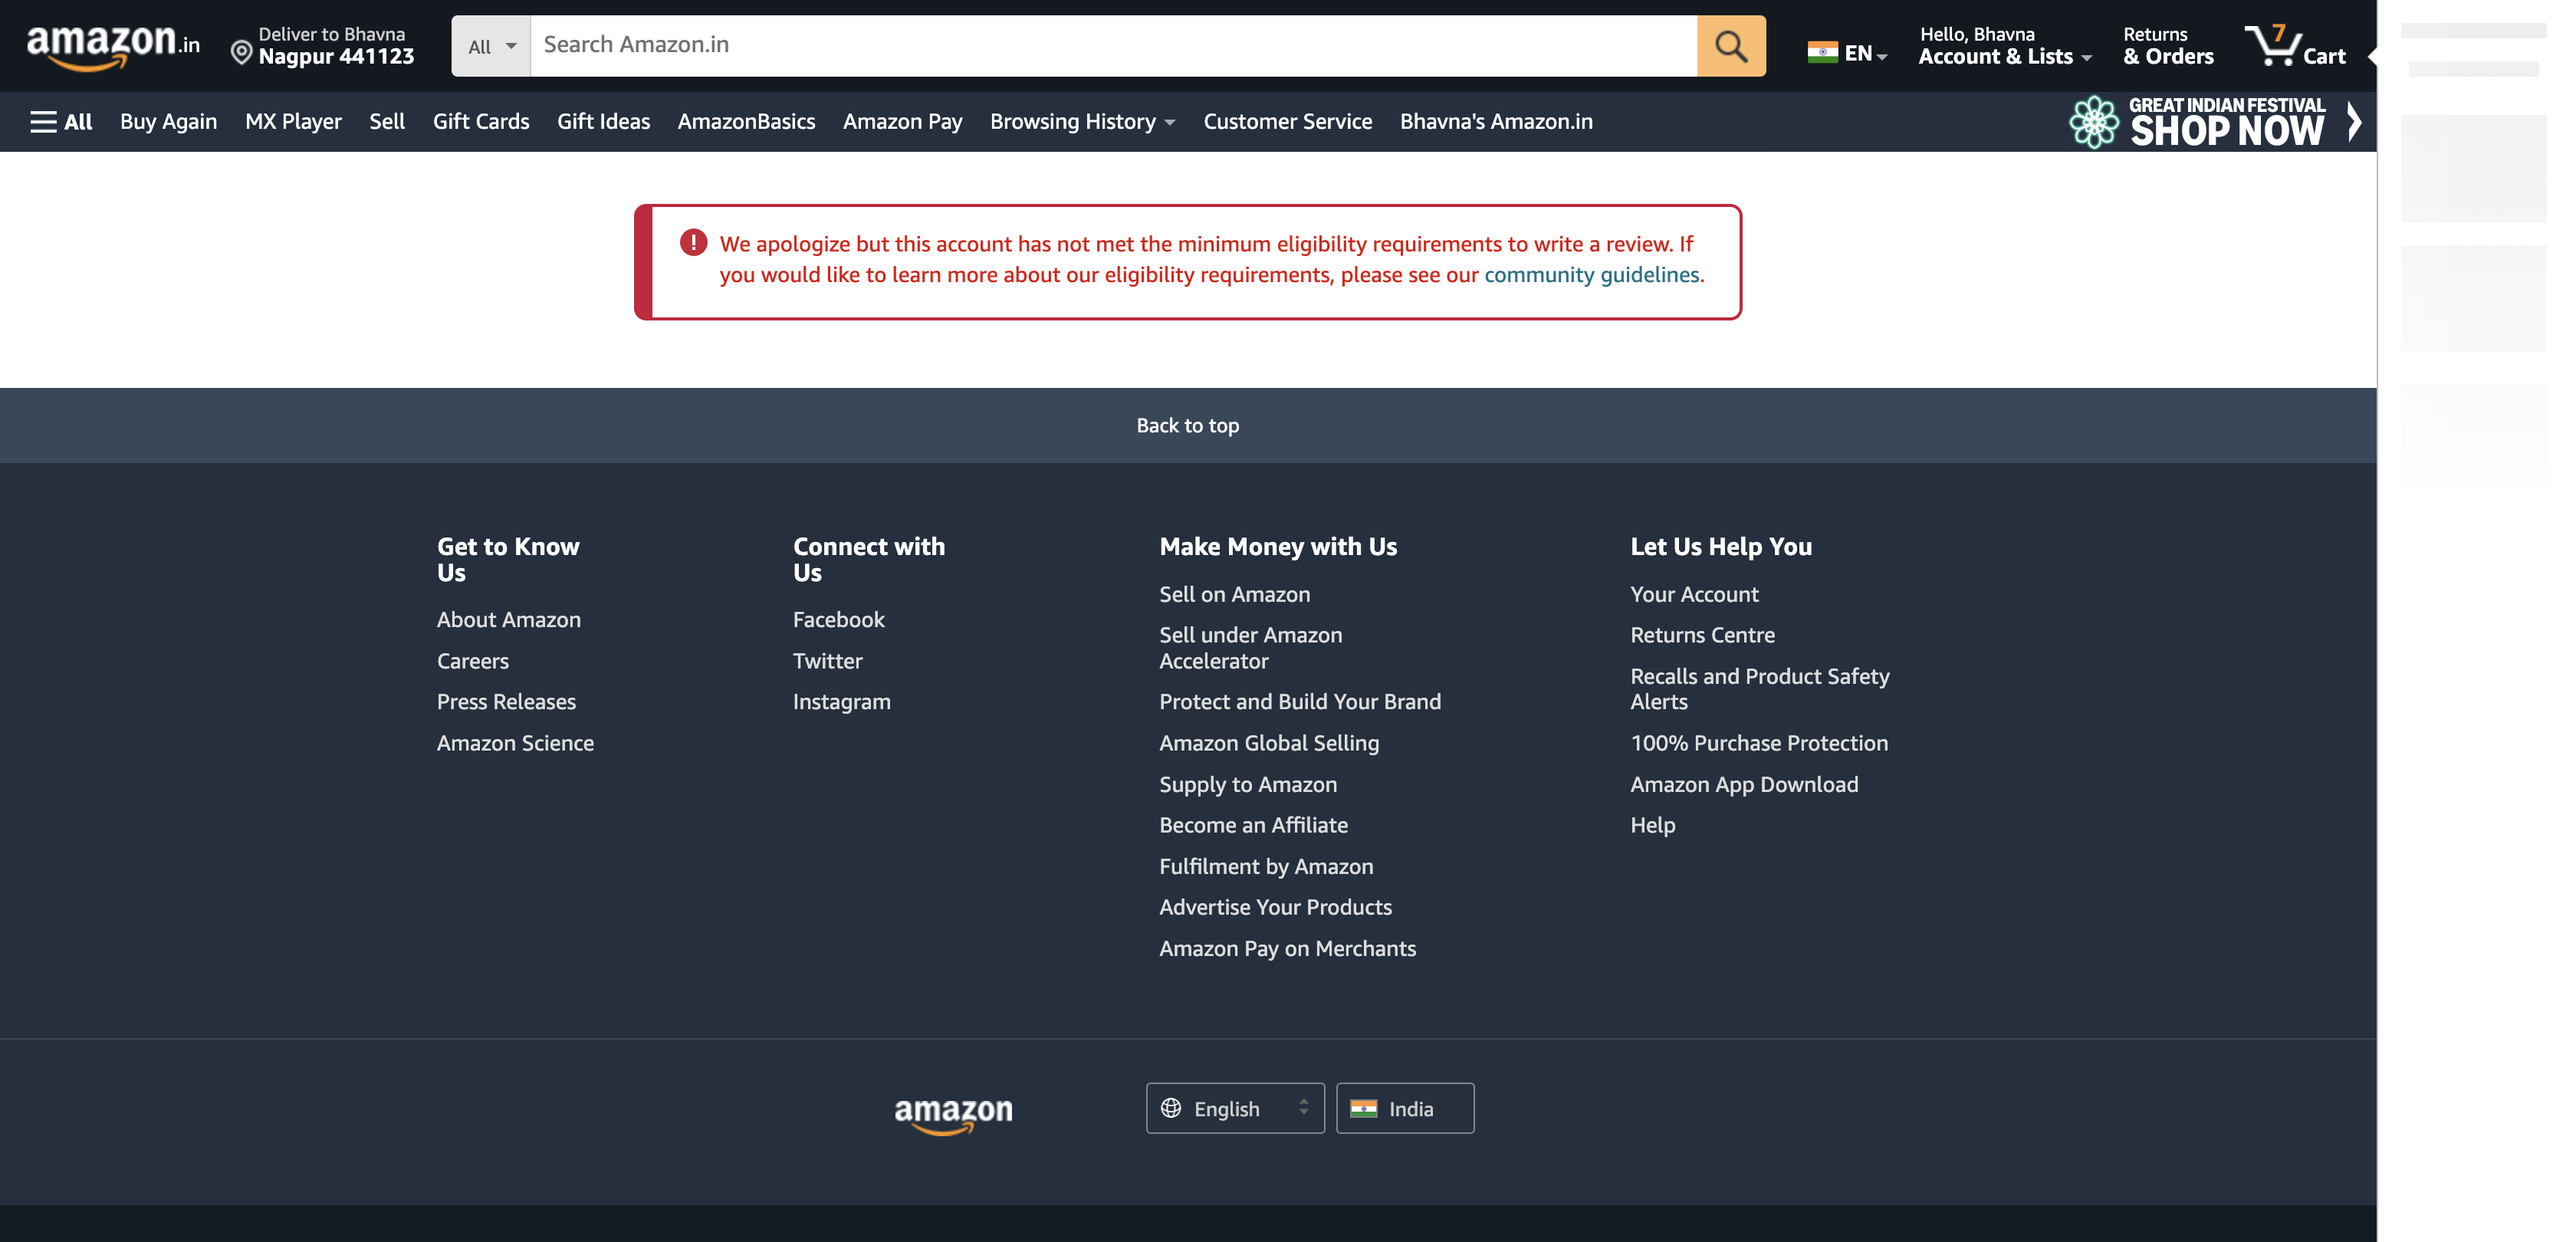 amazon.in
Deliver to Bhavna
Nagpur 441123
All
Search Amazon.in
EN
Hello, Bhavna
Account & Lists
Returns
& Orders
7
Cart
All
Buy Again
MX Player
Sell
Gift Cards
Gift Ideas
AmazonBasics
Amazon Pay
Browsing History
Customer Service
Bhavna's Amazon.in
GREAT INDIAN FESTIVAL
SHOP NOW
We apologize but this account has not met the minimum eligibility requirements to write a review. If
you would like to learn more about our eligibility requirements, please see our community guidelines.
Back to top
Get to Know
Us
About Amazon
Careers
Press Releases
Amazon Science
Connect with
Us
Facebook
Twitter
Instagram
Make Money with Us
Sell on Amazon
Sell under Amazon
Accelerator
Protect and Build Your Brand
Amazon Global Selling
Supply to Amazon
Become an Affiliate
Fulfilment by Amazon
Advertise Your Products
Amazon Pay on Merchants
Let Us Help You
Your Account
Returns Centre
Recalls and Product Safety
Alerts
100% Purchase Protection
Amazon App Download
Help
amazon
English
India